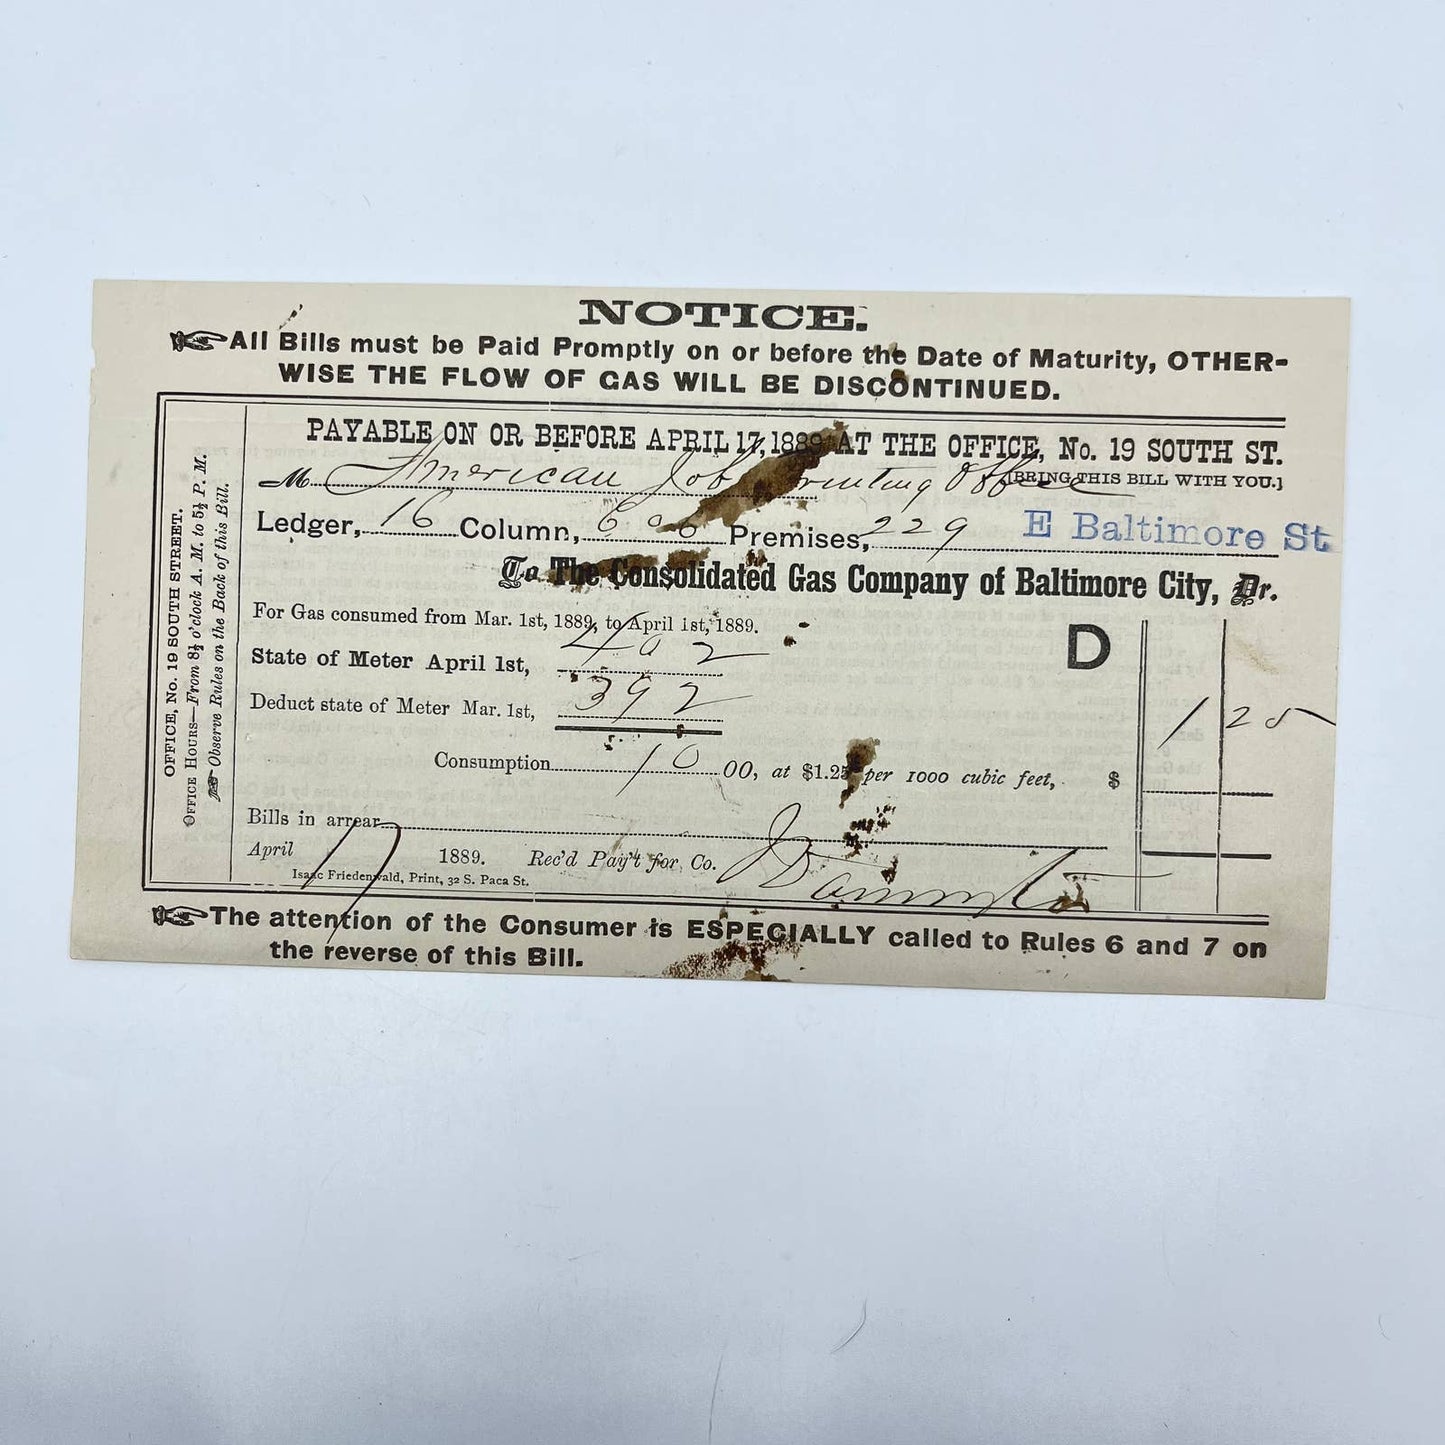 NOTICE.
☞All Bills must be Paid Promptly on or before the Date of Maturity, OTHER-
WISE THE FLOW OF GAS WILL BE DISCONTINUED.
OFFICE, No. 19 SOUTH STREET.
OFFICE HOURS—From 8½ o'clock A. M. to 5½ P. M.
☞ Observe Rules on the Back of this Bill.
PAYABLE ON OR BEFORE APRIL 17, 1889 AT THE OFFICE, No. 19 SOUTH ST.
[BRING THIS BILL WITH YOU.]
M American Job Printing Office
Ledger, 16 Column, Premises, 229 E Baltimore St
To The Consolidated Gas Company of Baltimore City, Dr.
For Gas consumed from Mar. 1st, 1889, to April 1st, 1889.
D
State of Meter April 1st, 402
Deduct state of Meter Mar. 1st, 392
1 25
Consumption 10 00, at $1.25 per 1000 cubic feet, $
Bills in arrear
April 17 1889. Rec'd Pay't for Co.
Isaac Friedenwald, Print, 32 S. Paca St.
☞The attention of the Consumer is ESPECIALLY called to Rules 6 and 7 on
the reverse of this Bill.